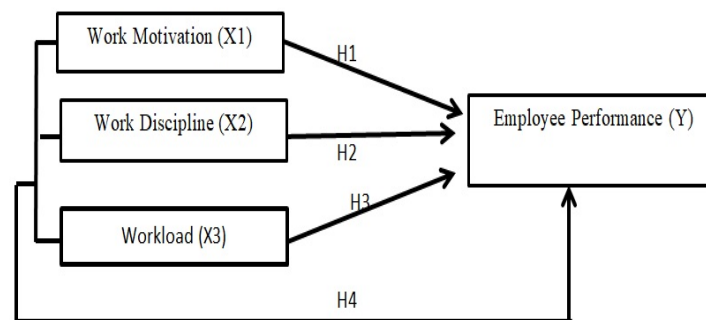 Work Motivation (X1)
H1
Work Discipline (X2)
Employee Performance (Y)
H2
H3
Workload (X3)
H4